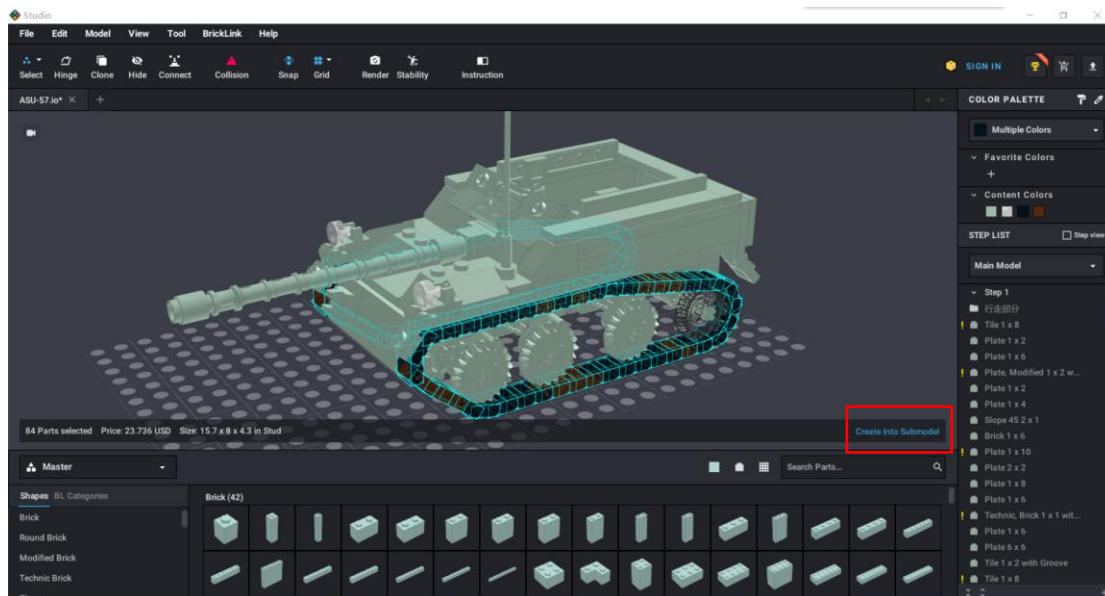 Studio
File Edit Model View Tool BrickLink Help
Select Hinge Clone Hide Connect Collision Snap Grid Render Stability Instruction
SIGN IN
ASU-57.io*
COLOR PALETTE
Multiple Colors
Favorite Colors
Content Colors
STEP LIST Step view
Main Model
Step 1
行走部分
Tile 1 x 8
Plate 1 x 2
Plate 1 x 6
Plate, Modified 1 x 2 w...
Plate 1 x 2
Plate 1 x 4
Slope 45 2 x 1
Brick 1 x 6
Plate 1 x 10
Plate 2 x 2
Plate 1 x 8
Plate 1 x 6
Technic, Brick 1 x 1 wit...
Plate 1 x 6
Plate 6 x 6
Tile 1 x 2 with Groove
Tile 1 x 8
84 Parts selected Price: 23.736 USD Size: 15.7 x 8 x 4.3 in Stud
Create Into Submodel
Master
Search Parts...
Shapes BL Categories
Brick (42)
Brick
Round Brick
Modified Brick
Technic Brick